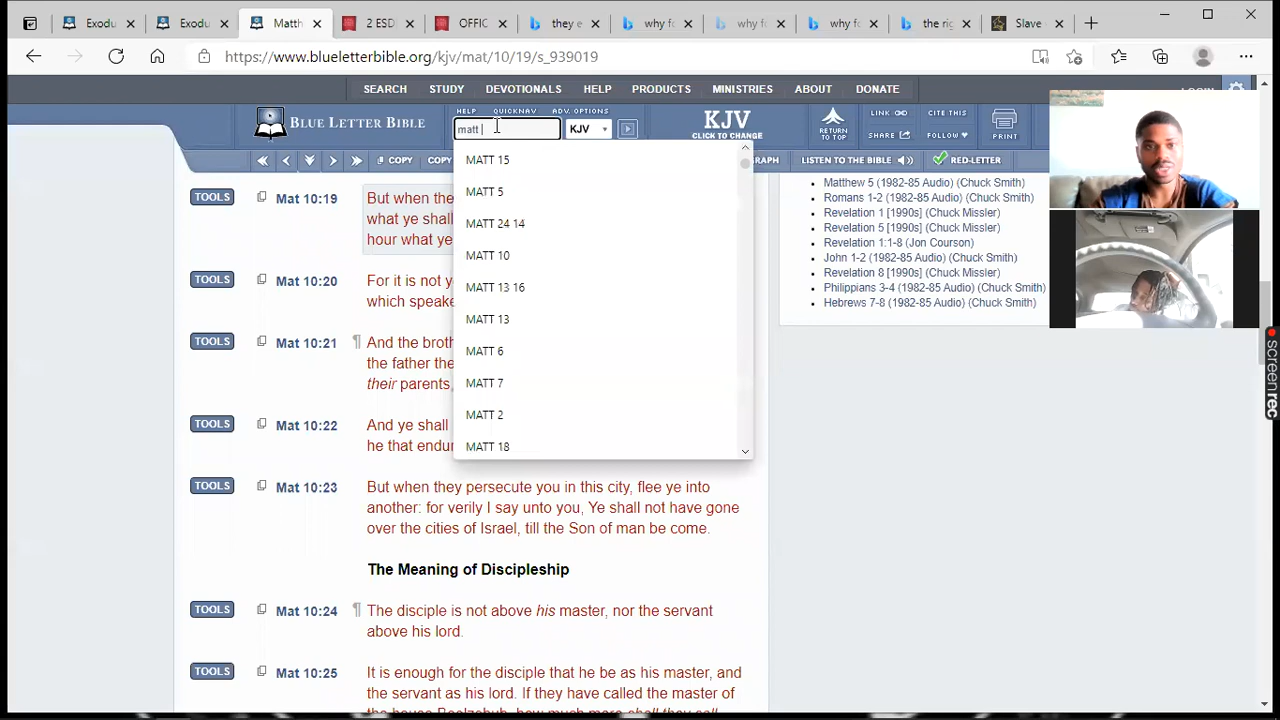 Exodu
Exodu
Matth
2 ESD
OFFIC
they e
why fo
why fo
why fo
the rig
Slave
https://www.blueletterbible.org/kjv/mat/10/19/s_939019
SEARCH STUDY DEVOTIONALS HELP PRODUCTS MINISTRIES ABOUT DONATE
HELP QUICKNAV ADV. OPTIONS
BLUE LETTER BIBLE
matt
KJV
KJV
CLICK TO CHANGE
RETURN
TO TOP
LINK
CITE THIS
SHARE
FOLLOW
PRINT
COPY
LISTEN TO THE BIBLE
RED-LETTER
MATT 15
MATT 5
MATT 24 14
MATT 10
MATT 13 16
MATT 13
MATT 6
MATT 7
MATT 2
MATT 18
TOOLS Mat 10:19 But when the
what ye shall
hour what ye
TOOLS Mat 10:20 For it is not y
which speake
TOOLS Mat 10:21 ¶ And the broth
the father the
their parents,
TOOLS Mat 10:22 And ye shall
he that endur
TOOLS Mat 10:23 But when they persecute you in this city, flee ye into
another: for verily I say unto you, Ye shall not have gone
over the cities of Israel, till the Son of man be come.
The Meaning of Discipleship
TOOLS Mat 10:24 ¶ The disciple is not above his master, nor the servant
above his lord.
TOOLS Mat 10:25 It is enough for the disciple that he be as his master, and
the servant as his lord. If they have called the master of
the house Beelzebub, how much more shall they call
Matthew 5 (1982-85 Audio) (Chuck Smith)
Romans 1-2 (1982-85 Audio) (Chuck Smith)
Revelation 1 [1990s] (Chuck Missler)
Revelation 5 [1990s] (Chuck Missler)
Revelation 1:1-8 (Jon Courson)
John 1-2 (1982-85 Audio) (Chuck Smith)
Revelation 8 [1990s] (Chuck Missler)
Philippians 3-4 (1982-85 Audio) (Chuck Smith)
Hebrews 7-8 (1982-85 Audio) (Chuck Smith)
screenrec